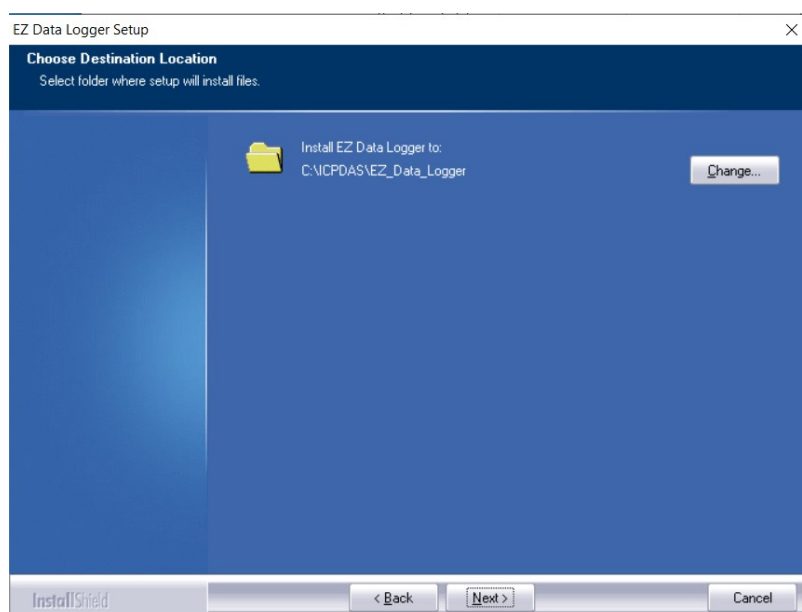 EZ Data Logger Setup
Choose Destination Location
Select folder where setup will install files.
Install EZ Data Logger to:
C:\ICPDAS\EZ_Data_Logger
Change...
InstallShield
< Back
Next >
Cancel